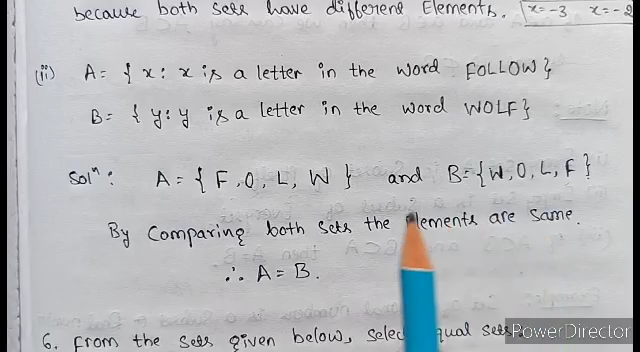 because both sets have different Elements. x=-3 x=-2
(ii) A= { x: x is a letter in the word FOLLOW}
B= { y: y is a letter in the word WOLF}
Solⁿ: A = { F, O, L, W } and B={W, O, L, F}
By Comparing both sets the elements are same.
∴ A = B.
6. From the sets given below, select equal sets
PowerDirector